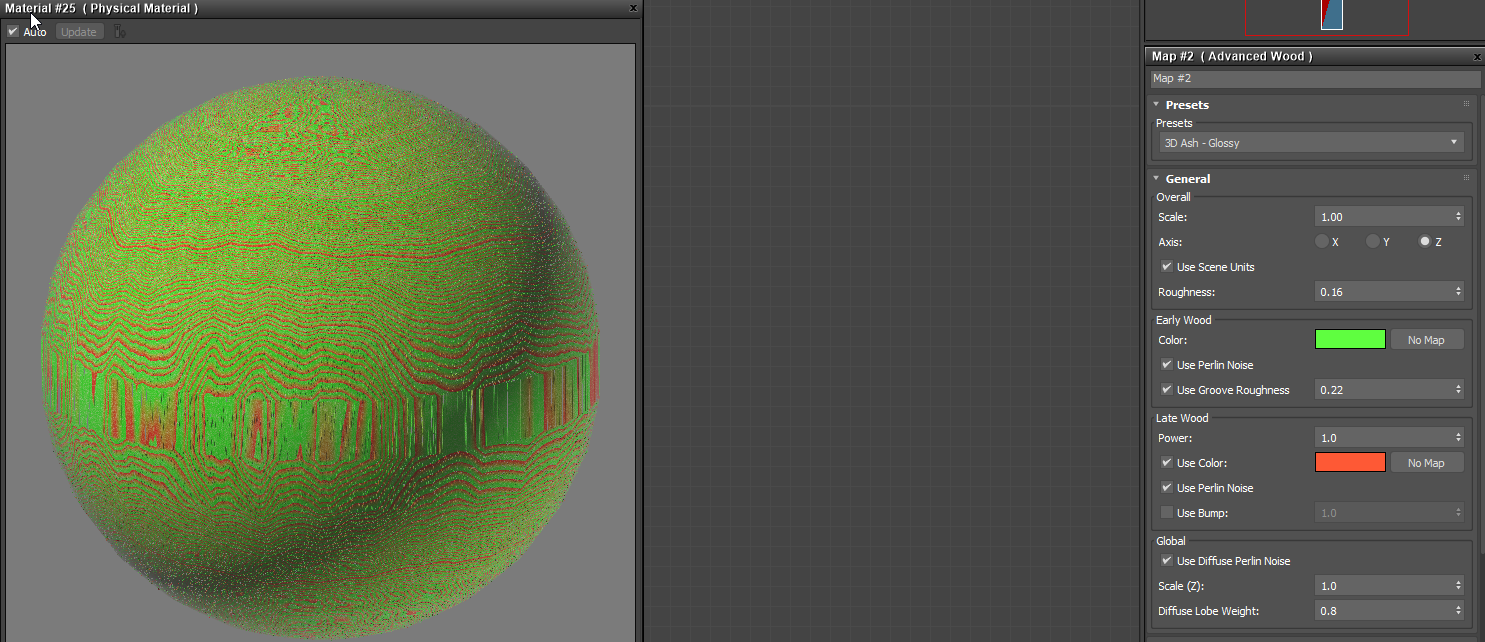 Material #25 ( Physical Material )
x
Auto
Update
Map #2 ( Advanced Wood )
x
Map #2
Presets
Presets
3D Ash - Glossy
General
Overall
Scale: 1.00
Axis: X Y Z
Use Scene Units
Roughness: 0.16
Early Wood
Color: No Map
Use Perlin Noise
Use Groove Roughness 0.22
Late Wood
Power: 1.0
Use Color: No Map
Use Perlin Noise
Use Bump: 1.0
Global
Use Diffuse Perlin Noise
Scale (Z): 1.0
Diffuse Lobe Weight: 0.8